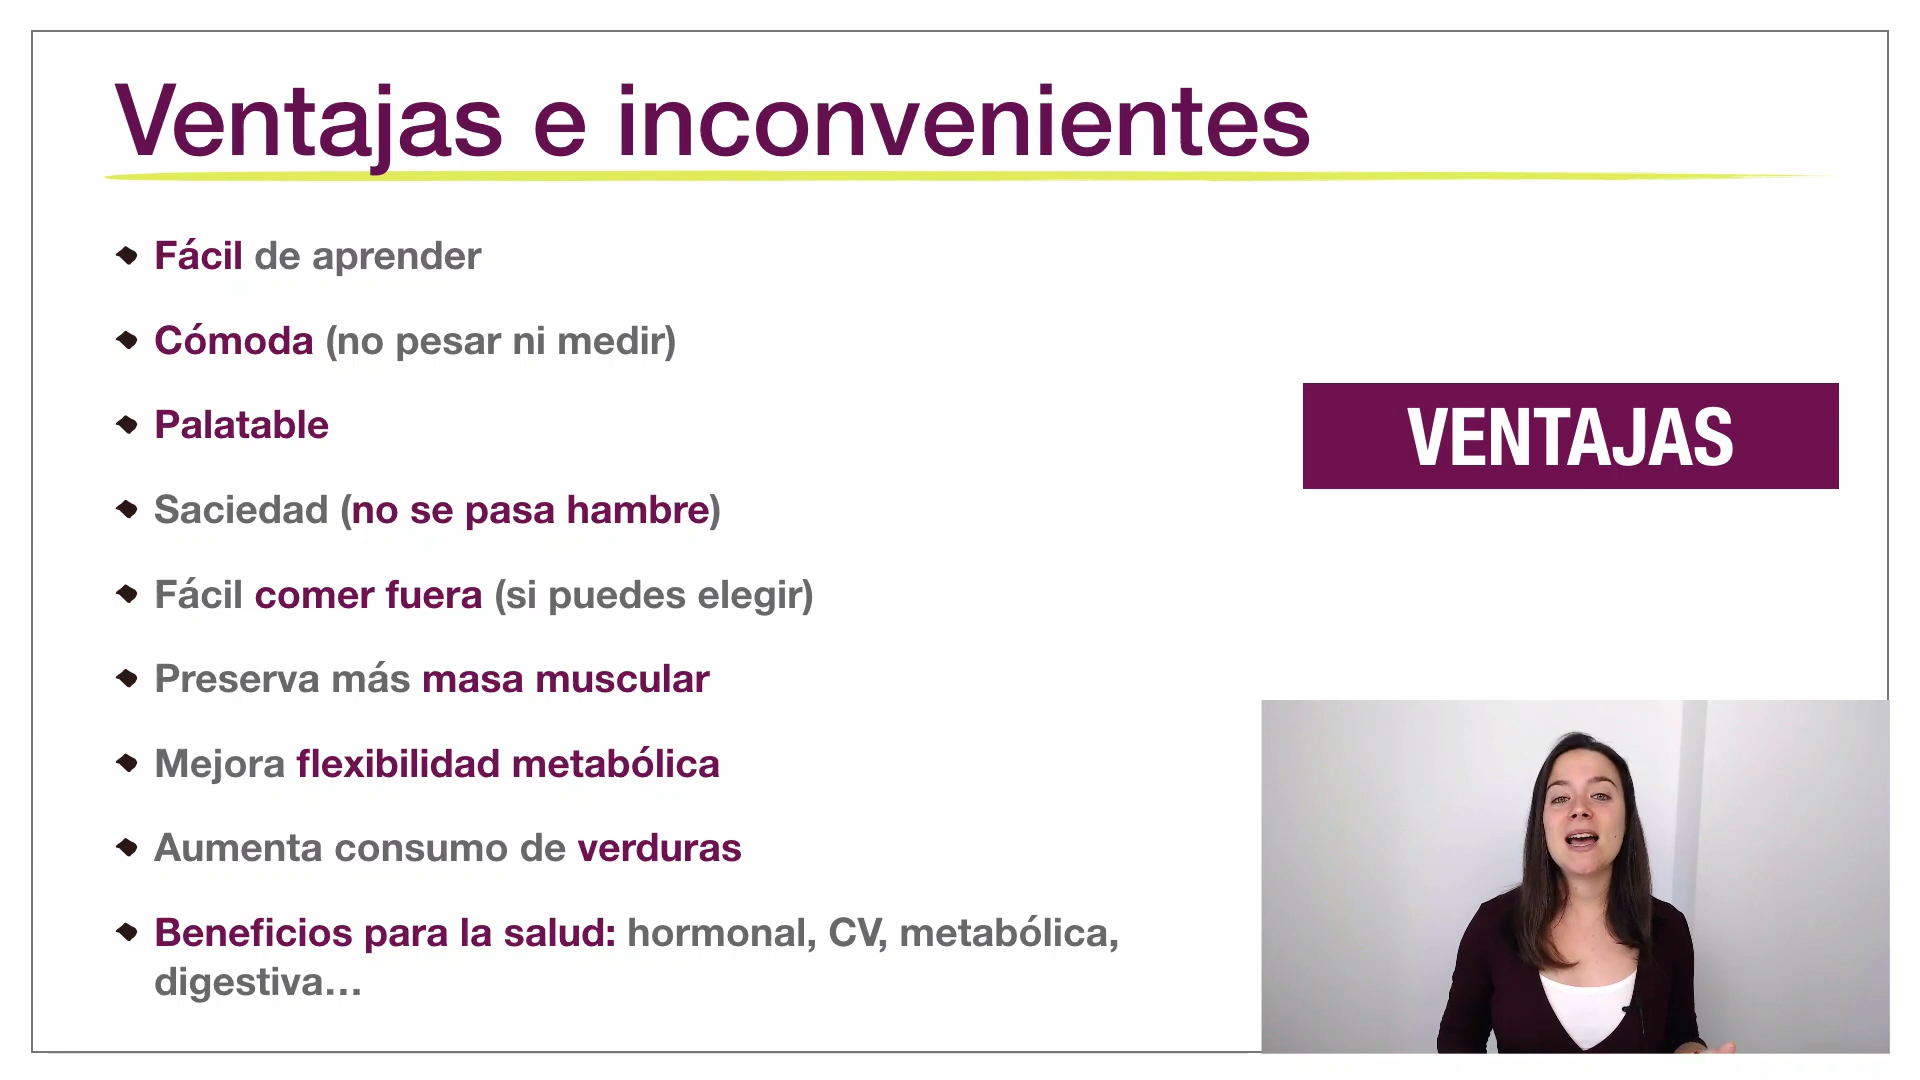 Ventajas e inconvenientes
Fácil de aprender
Cómoda (no pesar ni medir)
Palatable
Saciedad (no se pasa hambre)
Fácil comer fuera (si puedes elegir)
Preserva más masa muscular
Mejora flexibilidad metabólica
Aumenta consumo de verduras
Beneficios para la salud: hormonal, CV, metabólica,
digestiva…
VENTAJAS